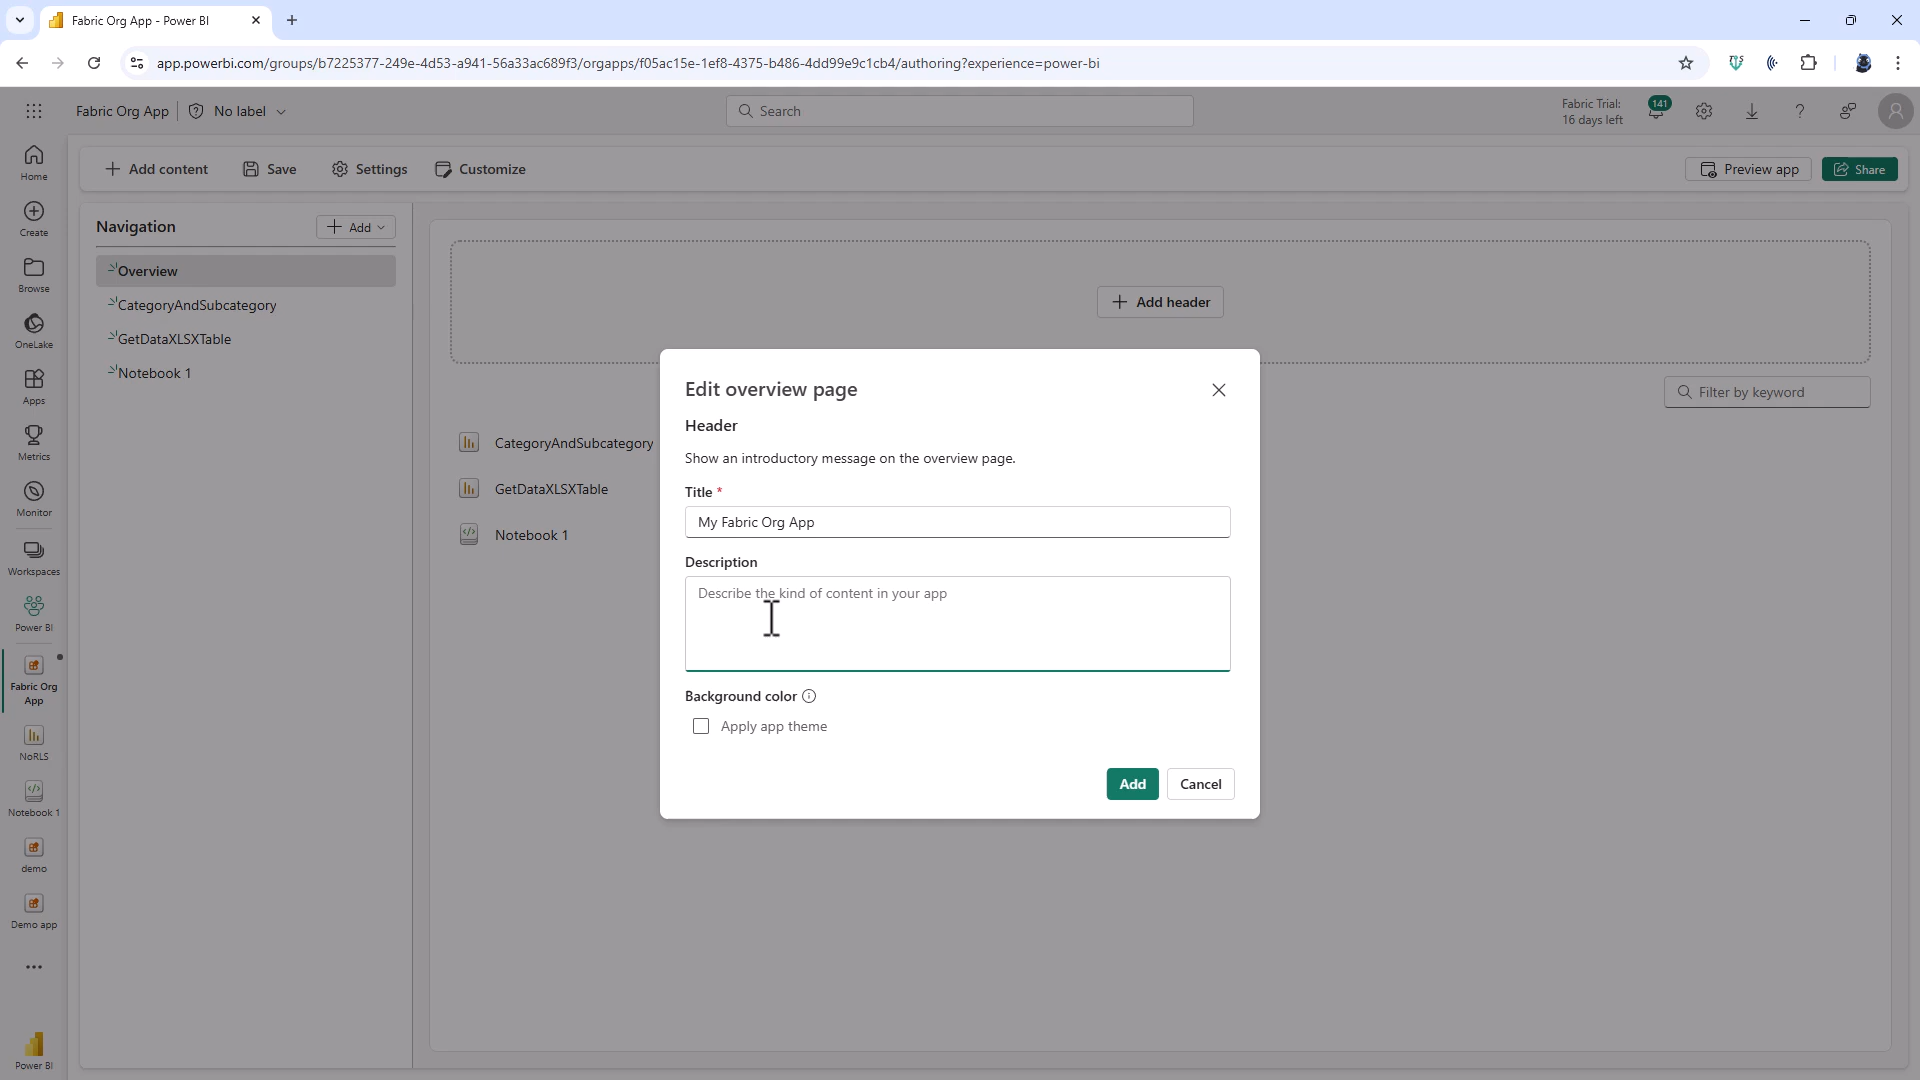 Fabric Org App - Power BI
app.powerbi.com/groups/b7225377-249e-4d53-a941-56a33ac689f3/orgapps/f05ac15e-1ef8-4375-b486-4dd99e9c1cb4/authoring?experience=power-bi
Fabric Org App
No label
Search
Fabric Trial:
16 days left
141
Home
Create
Browse
OneLake
Apps
Metrics
Monitor
Workspaces
Power BI
Fabric Org
App
NoRLS
Notebook 1
demo
Demo app
Power BI
Add content
Save
Settings
Customize
Preview app
Share
Navigation
Add
Overview
CategoryAndSubcategory
GetDataXLSXTable
Notebook 1
Add header
Filter by keyword
CategoryAndSubcategory
GetDataXLSXTable
Notebook 1
Edit overview page
Header
Show an introductory message on the overview page.
Title *
My Fabric Org App
Description
Describe the kind of content in your app
Background color
Apply app theme
Add
Cancel